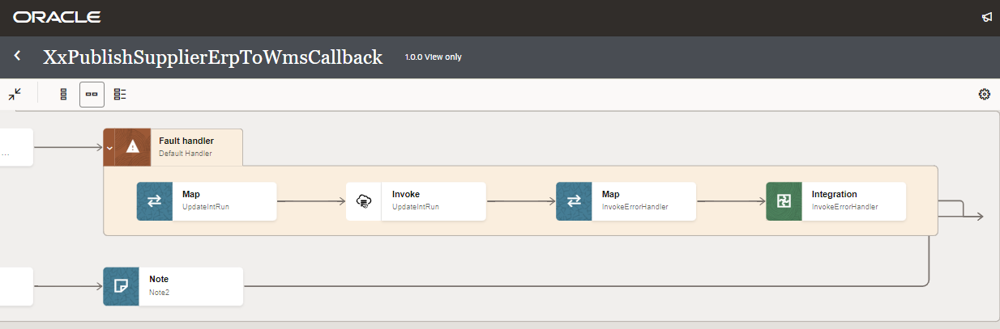 ORACLE
XxPublishSupplierErpToWmsCallback
1.0.0 View only
...
Fault handler
Default Handler
Map
UpdateIntRun
Invoke
UpdateIntRun
Map
InvokeErrorHandler
Integration
InvokeErrorHandler
Note
Note2